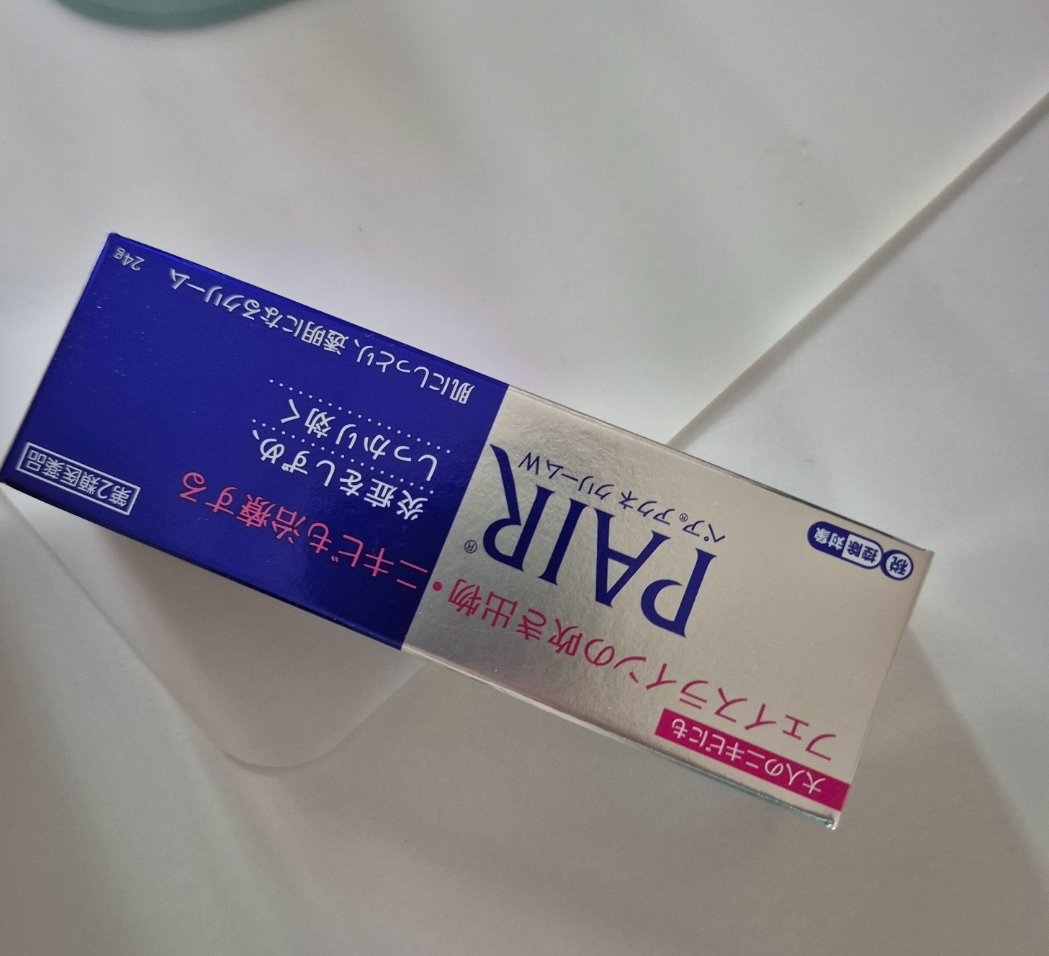 大人のニキビにも
フェイスラインの吹き出物・
ニキビも治療する
PAIR®
ペア®アクネクリームW
税 控除 対象
炎症をしずめ、
しっかり効く
肌にしっとり、透明になるクリーム
第2類医薬品
24g